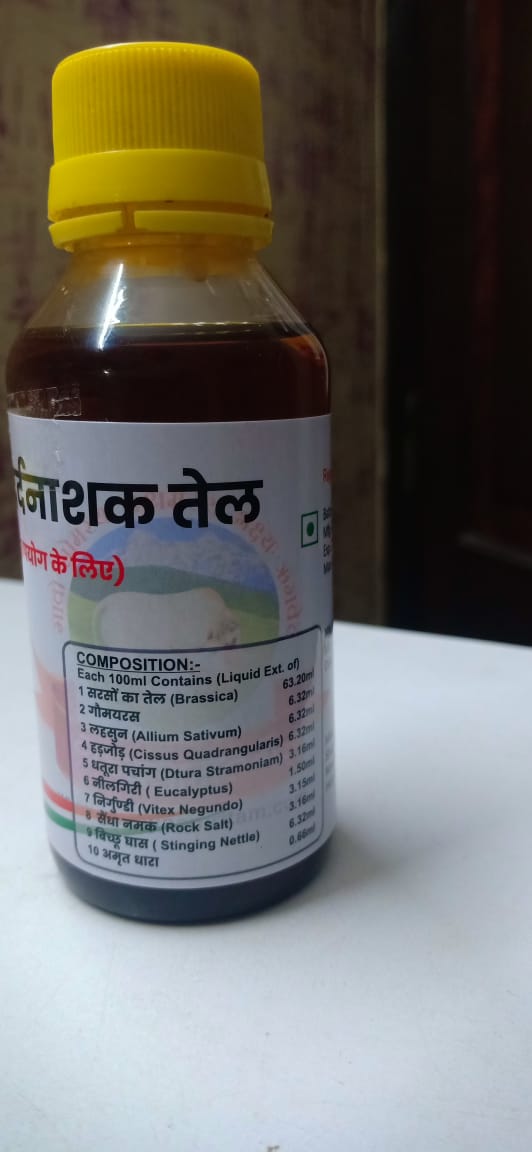 र्दनाशक तेल
पयोग के लिए)
COMPOSITION:-
Each 100ml Contains (Liquid Ext. of)
1 सरसों का तेल (Brassica) 63.20ml
2 गौमयरस 6.32ml
3 लहसुन (Allium Sativum) 6.32ml
4 हड़जोड़ (Cissus Quadrangularis) 6.32ml
5 धतूरा पचांग (Dtura Stramoniam) 3.16ml
6 नीलगिरी ( Eucalyptus) 1.50ml
7 निर्गुण्डी (Vitex Negundo) 3.15ml
8 सेंधा नमक (Rock Salt) 3.16ml
9 बिच्छू घास ( Stinging Nettle) 6.32ml
10 अमृत धारा 0.66ml